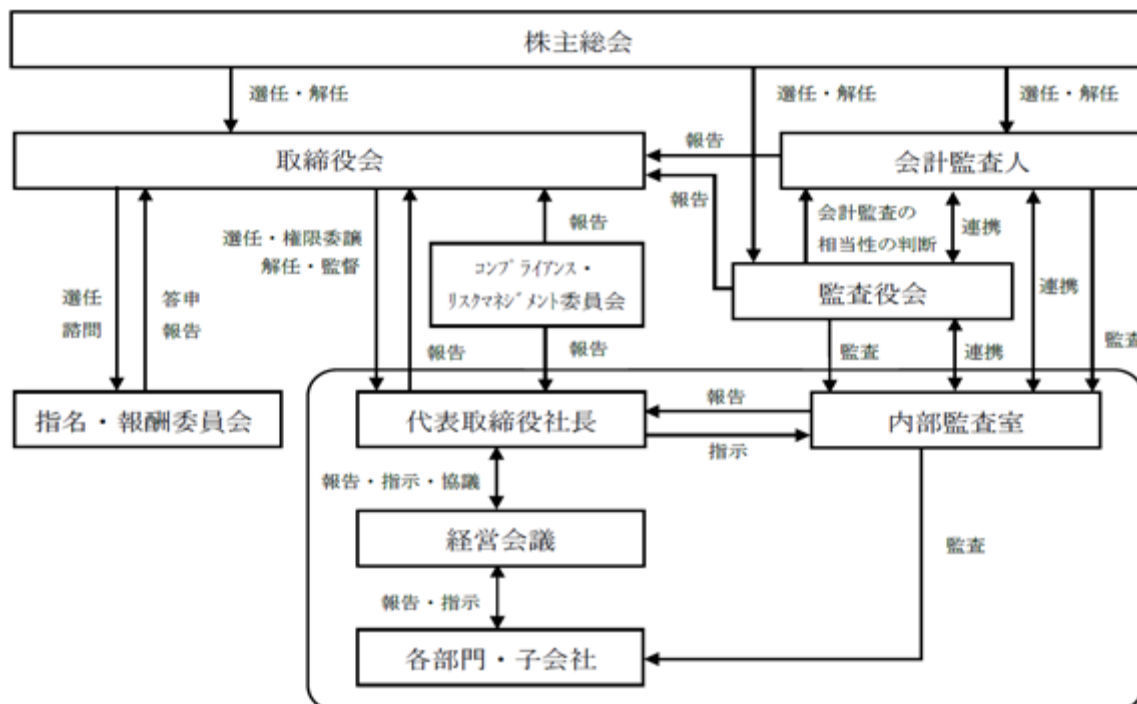 株主総会
選任・解任
選任・解任
選任・解任
取締役会
報告
会計監査人
報告
選任・権限委譲
解任・監督
報告
会計監査の
相当性の判断
連携
コンプライアンス・
リスクマネジメント委員会
監査役会
選任
諮問
答申
報告
連携
報告
報告
監査
連携
監査
指名・報酬委員会
代表取締役社長
報告
指示
内部監査室
報告・指示・協議
経営会議
監査
報告・指示
各部門・子会社